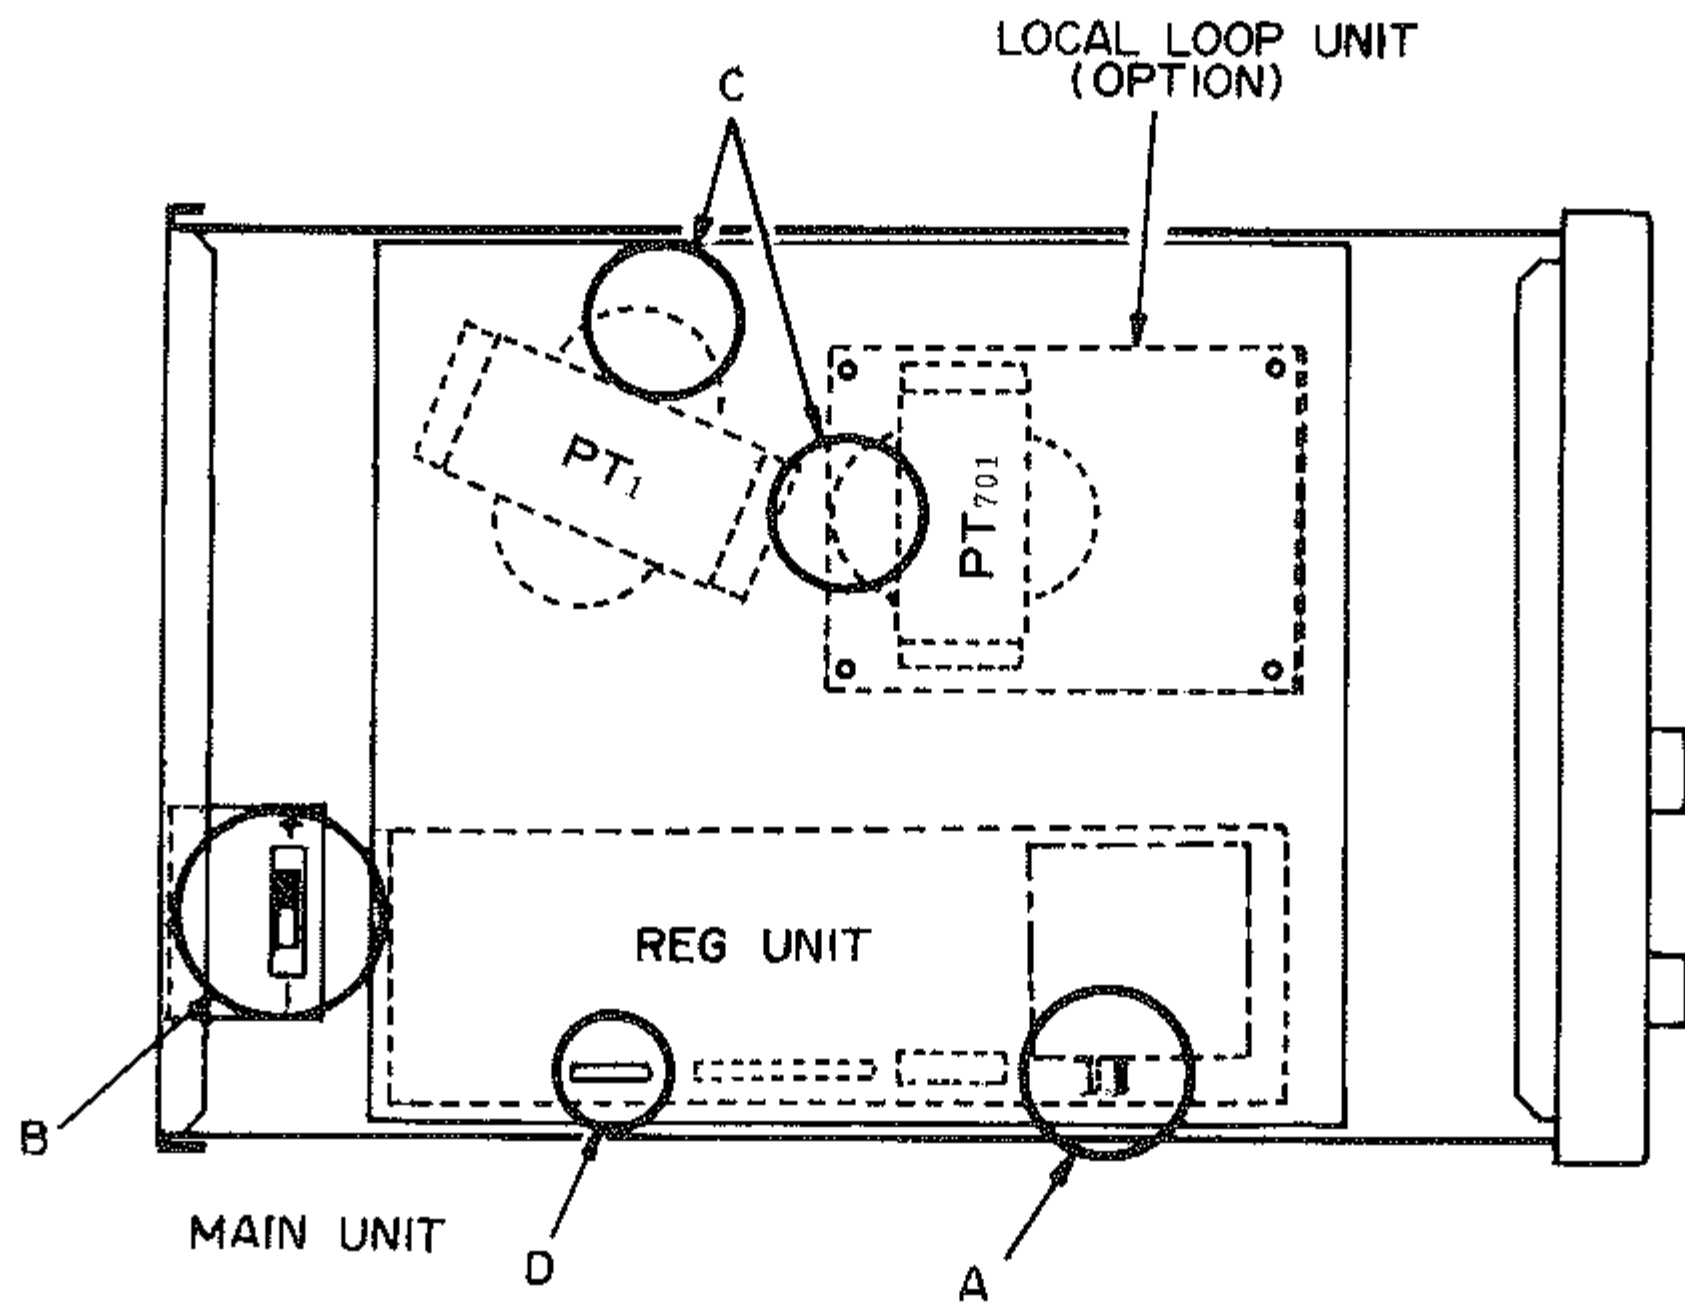 LOCAL LOOP UNIT
(OPTION)
C
PT1
PT701
REG UNIT
B
MAIN UNIT
D
A